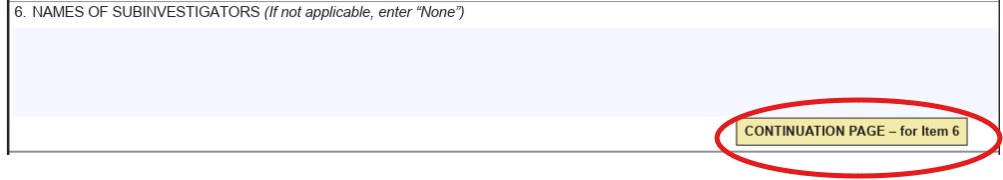 6. NAMES OF SUBINVESTIGATORS (If not applicable, enter “None”)
CONTINUATION PAGE – for Item 6